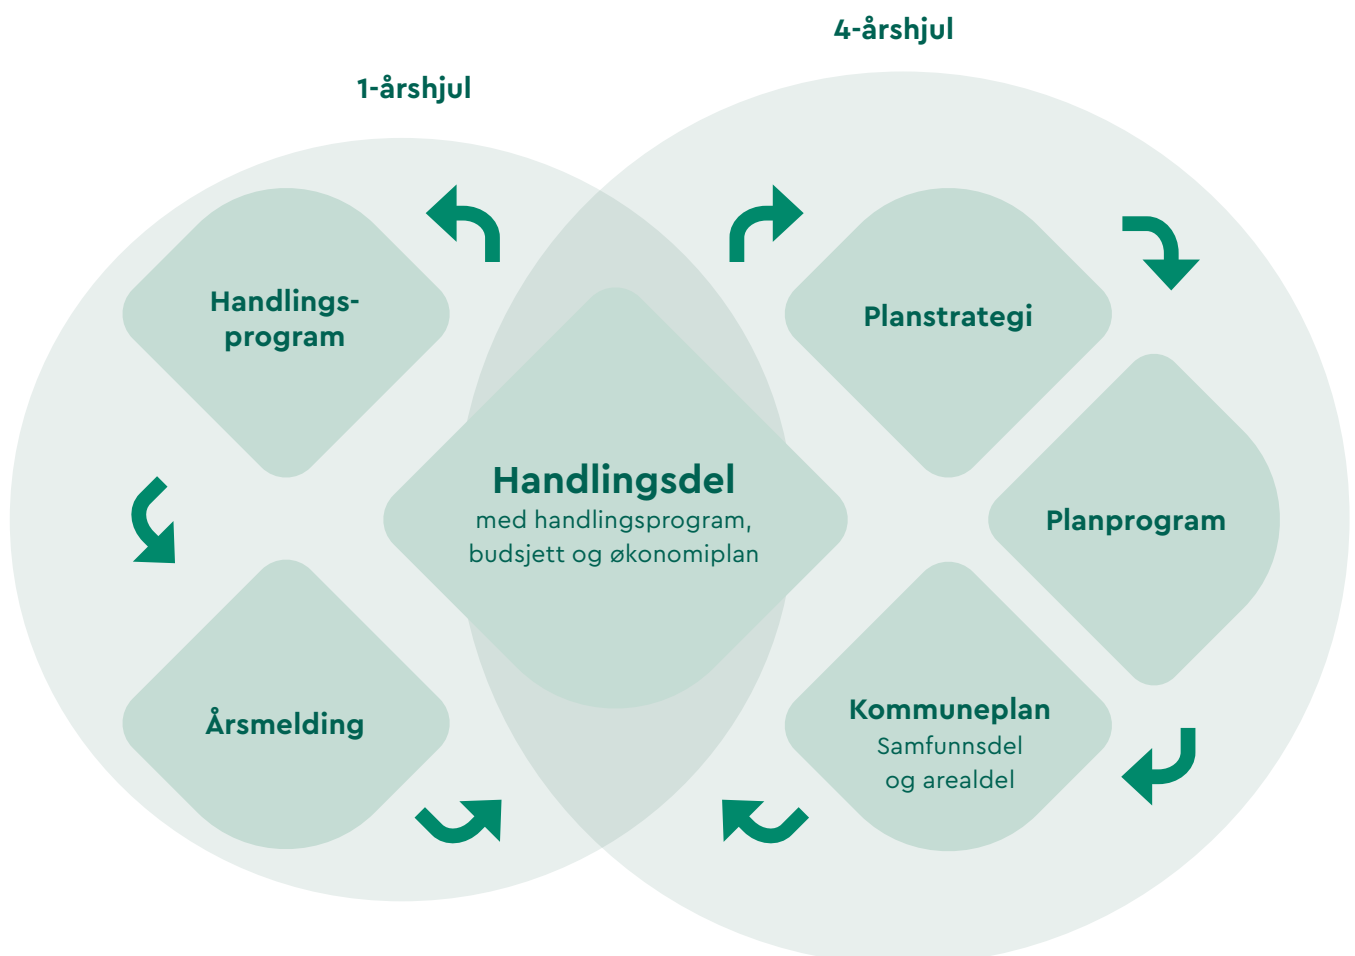 4-årshjul
1-årshjul
Handlings-
program
Planstrategi
Handlingsdel
med handlingsprogram,
budsjett og økonomiplan
Planprogram
Årsmelding
Kommuneplan
Samfunnsdel
og arealdel